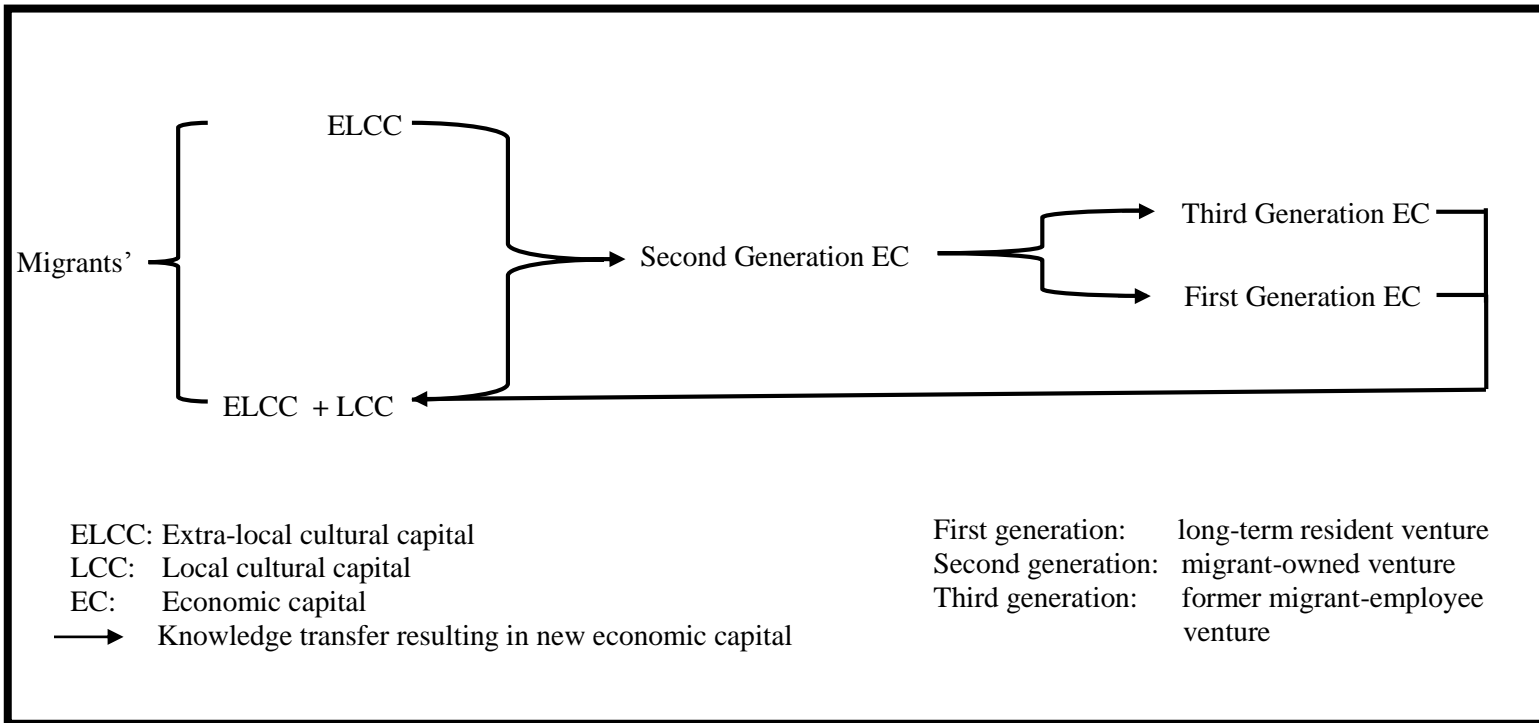 ELCC
Third Generation EC
Migrants’
Second Generation EC
First Generation EC
ELCC + LCC
ELCC: Extra-local cultural capital
LCC: Local cultural capital
EC: Economic capital
Knowledge transfer resulting in new economic capital
First generation: long-term resident venture
Second generation: migrant-owned venture
Third generation: former migrant-employee
venture